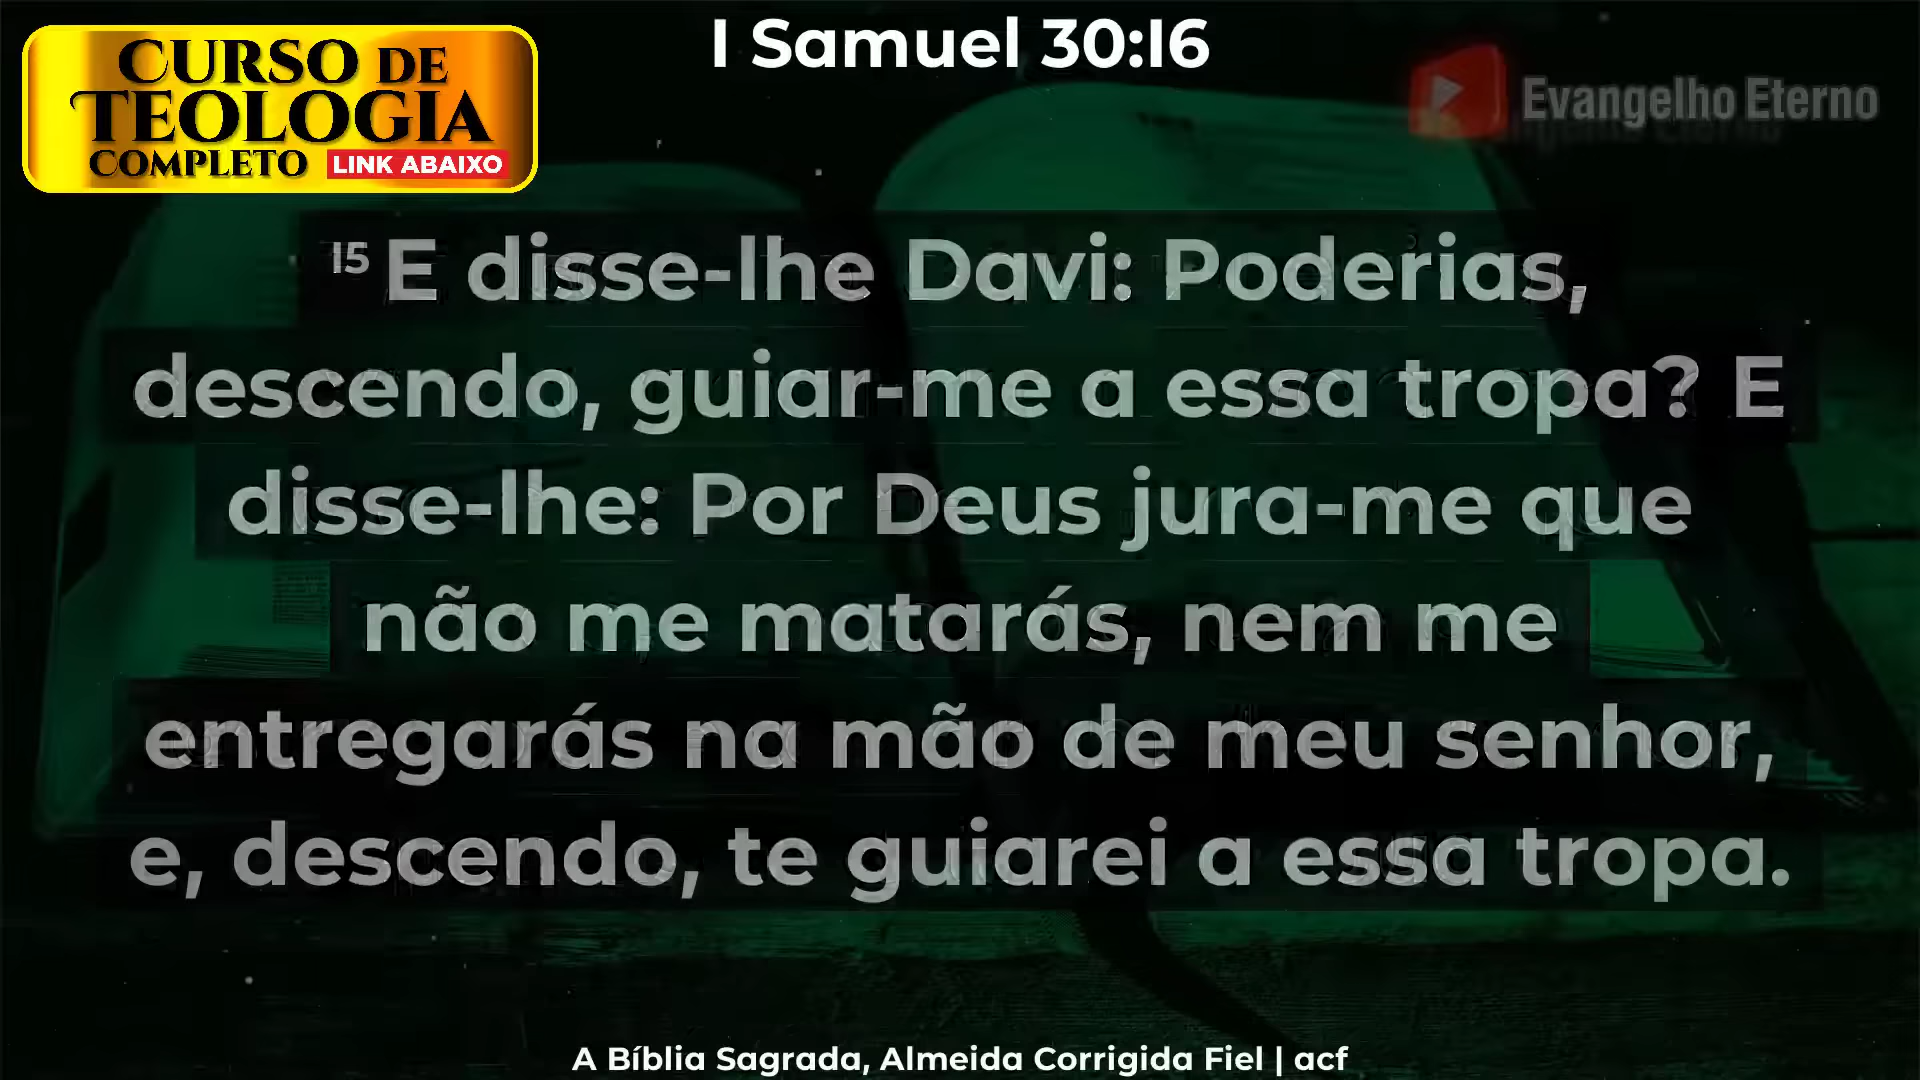 I Samuel 30:16
CURSO DE
TEOLOGIA
COMPLETO LINK ABAIXO
Evangelho Eterno
15 E disse-lhe Davi: Poderias,
descendo, guiar-me a essa tropa? E
disse-lhe: Por Deus jura-me que
não me matarás, nem me
entregarás na mão de meu senhor,
e, descendo, te guiarei a essa tropa.
A Bíblia Sagrada, Almeida Corrigida Fiel | acf